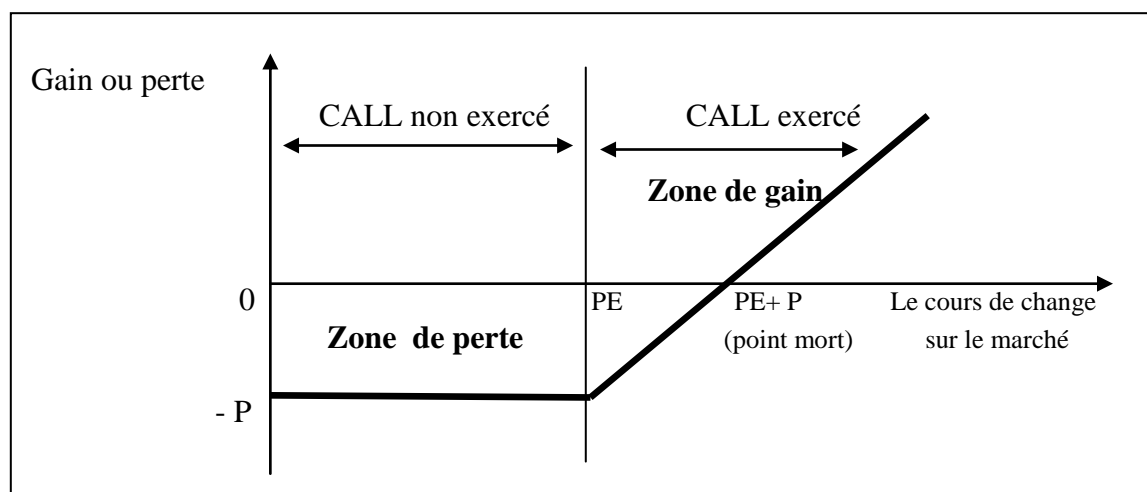 Gain ou perte
CALL non exercé
CALL exercé
Zone de gain
0
PE
PE+ P
Le cours de change
Zone de perte
(point mort)
sur le marché
- P